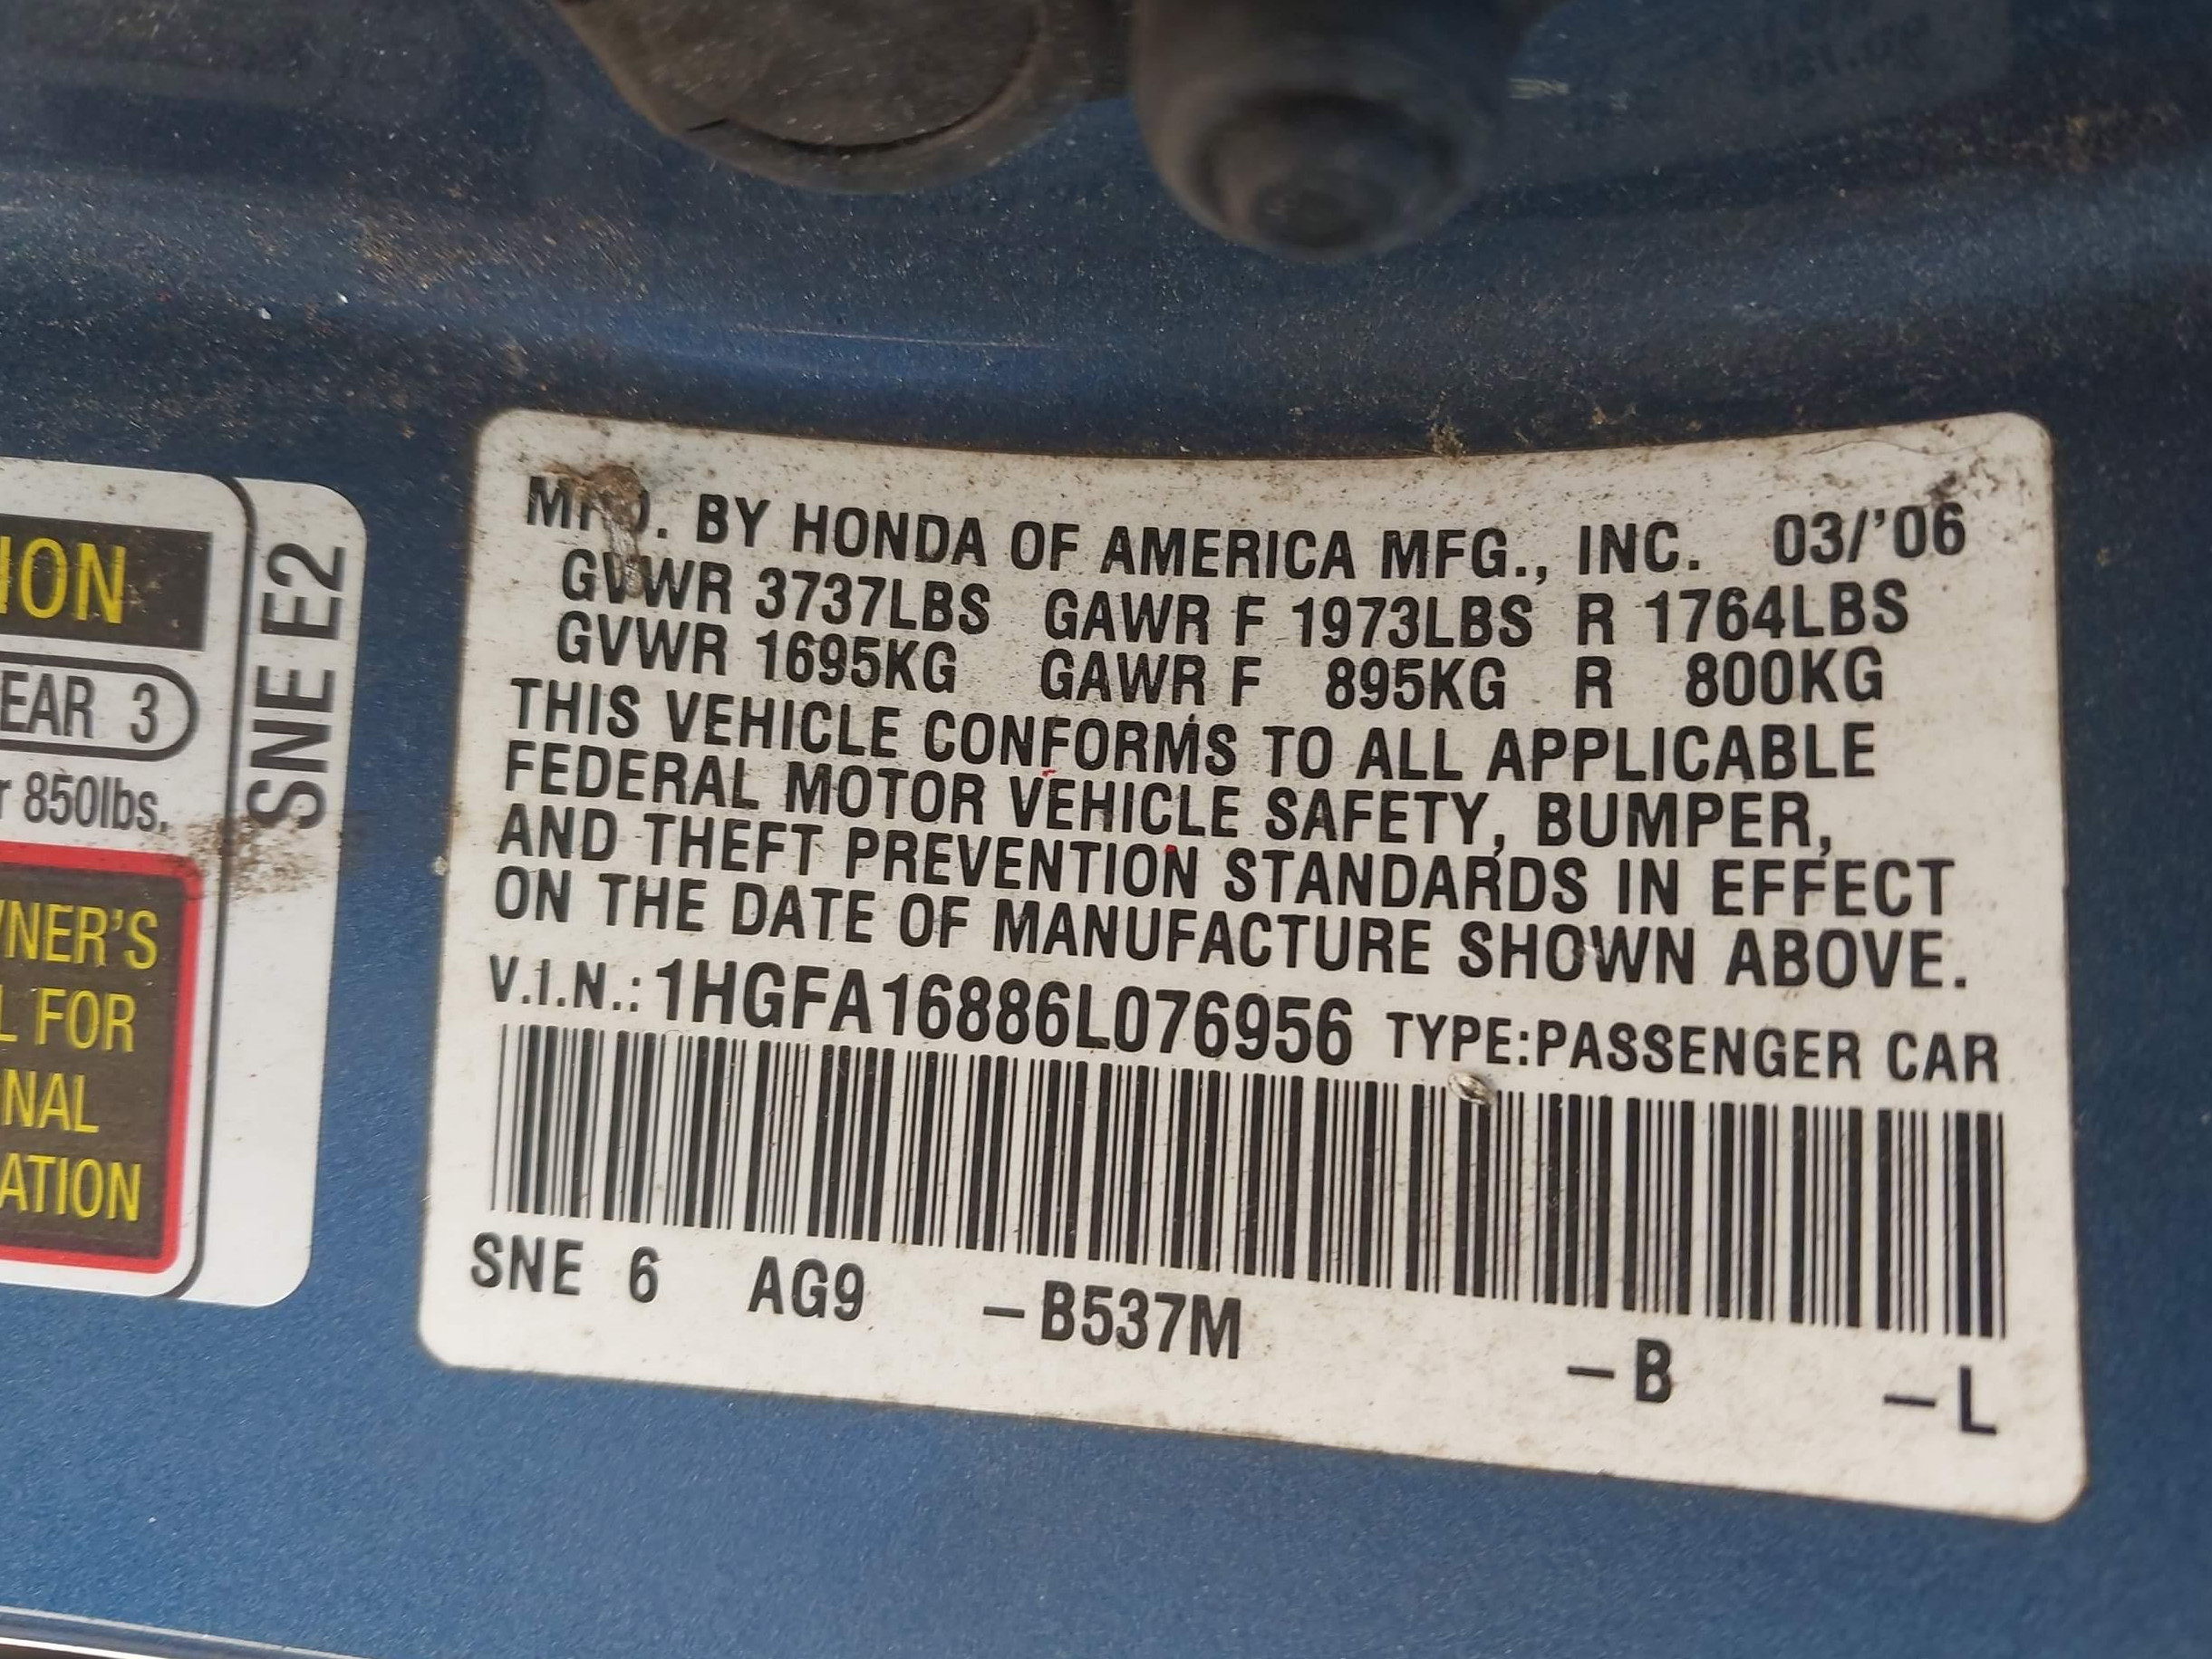 ION
EAR 3
r 850lbs.
NER'S
L FOR
NAL
ATION
SNE E2
MFD. BY HONDA OF AMERICA MFG., INC. 03/'06
GVWR 3737LBS GAWR F 1973LBS R 1764LBS
GVWR 1695KG GAWR F 895KG R 800KG
THIS VEHICLE CONFORMS TO ALL APPLICABLE
FEDERAL MOTOR VEHICLE SAFETY, BUMPER,
AND THEFT PREVENTION STANDARDS IN EFFECT
ON THE DATE OF MANUFACTURE SHOWN ABOVE.
V.I.N.: 1HGFA16886L076956 TYPE:PASSENGER CAR
SNE 6 AG9 –B537M –B –L